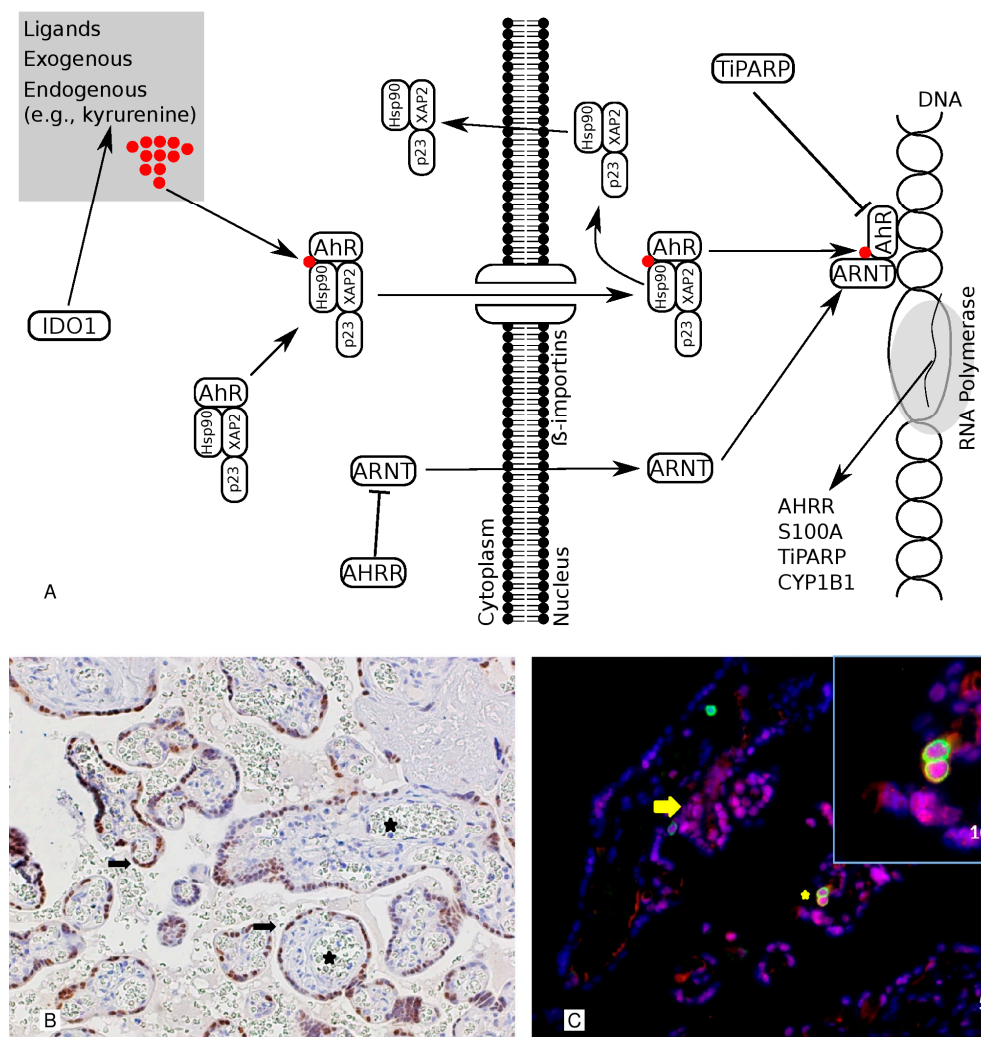 Ligands
Exogenous
Endogenous
(e.g., kyrurenine)
IDO1
AhR
Hsp90
XAP2
p23
AhR
Hsp90
XAP2
p23
Hsp90
XAP2
p23
Hsp90
XAP2
p23
AhR
Hsp90
XAP2
p23
ARNT
AHRR
ARNT
Cytoplasm
Nucleus
ß-importins
TiPARP
DNA
AhR
ARNT
RNA Polymerase
AHRR
S100A
TiPARP
CYP1B1
A
B
C